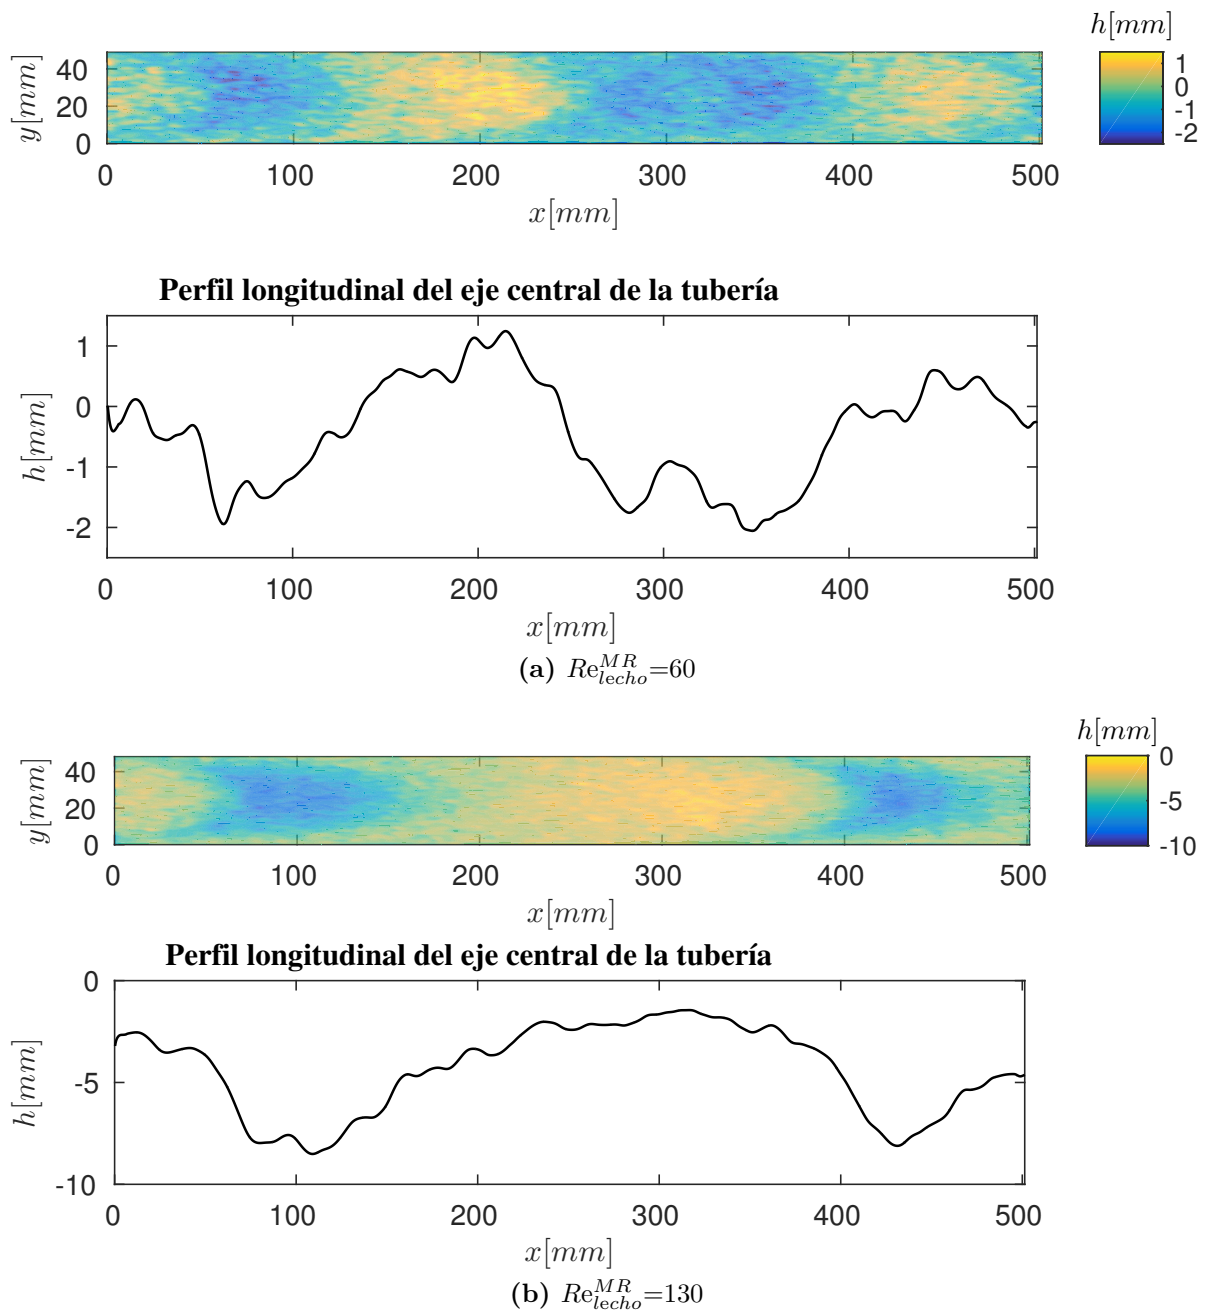 h[mm]
40
20
0
y[mm]
1
0
-1
-2
0 100 200 300 400 500
x[mm]
Perfil longitudinal del eje central de la tubería
1
0
-1
-2
h[mm]
0 100 200 300 400 500
x[mm]
(a) Re_{lecho}^{MR}=60
h[mm]
40
20
0
y[mm]
0
-5
-10
0 100 200 300 400 500
x[mm]
Perfil longitudinal del eje central de la tubería
0
-5
-10
h[mm]
0 100 200 300 400 500
x[mm]
(b) Re_{lecho}^{MR}=130